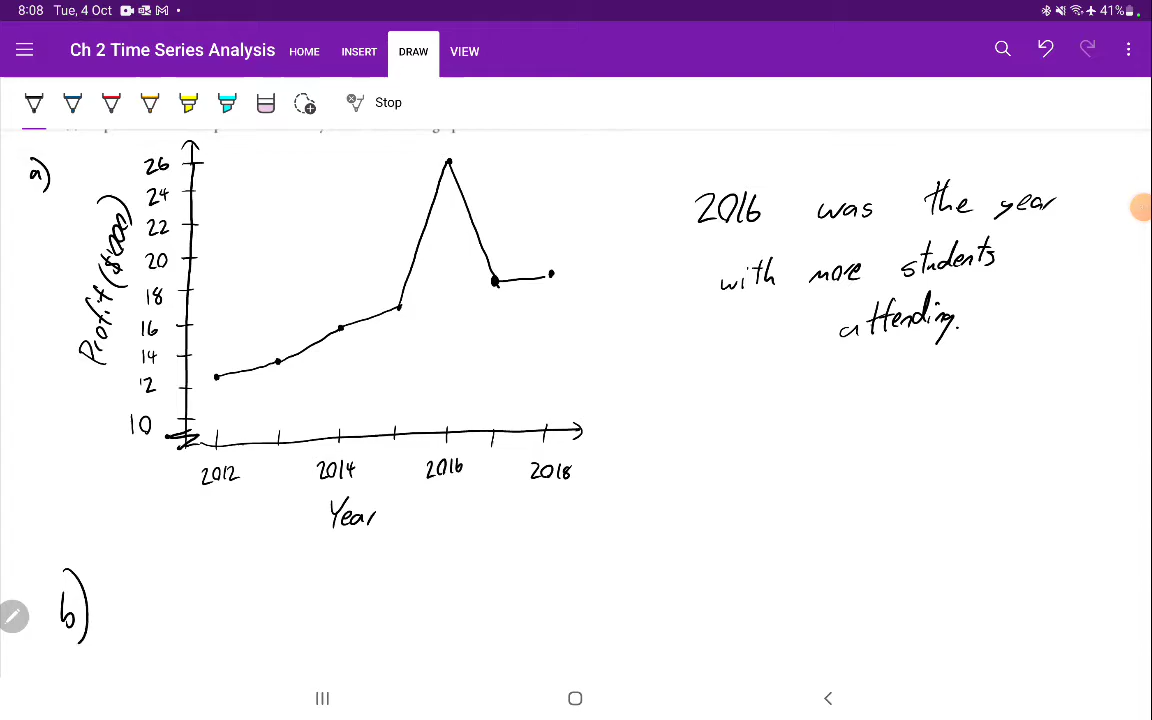 8:08 Tue, 4 Oct
41%
Ch 2 Time Series Analysis HOME INSERT DRAW VIEW
Stop
a)
26
24
22
20
18
16
14
12
10
Profit ($'000)
2012 2014 2016 2018
Year
2016 was the year
with more students
attending.
b)